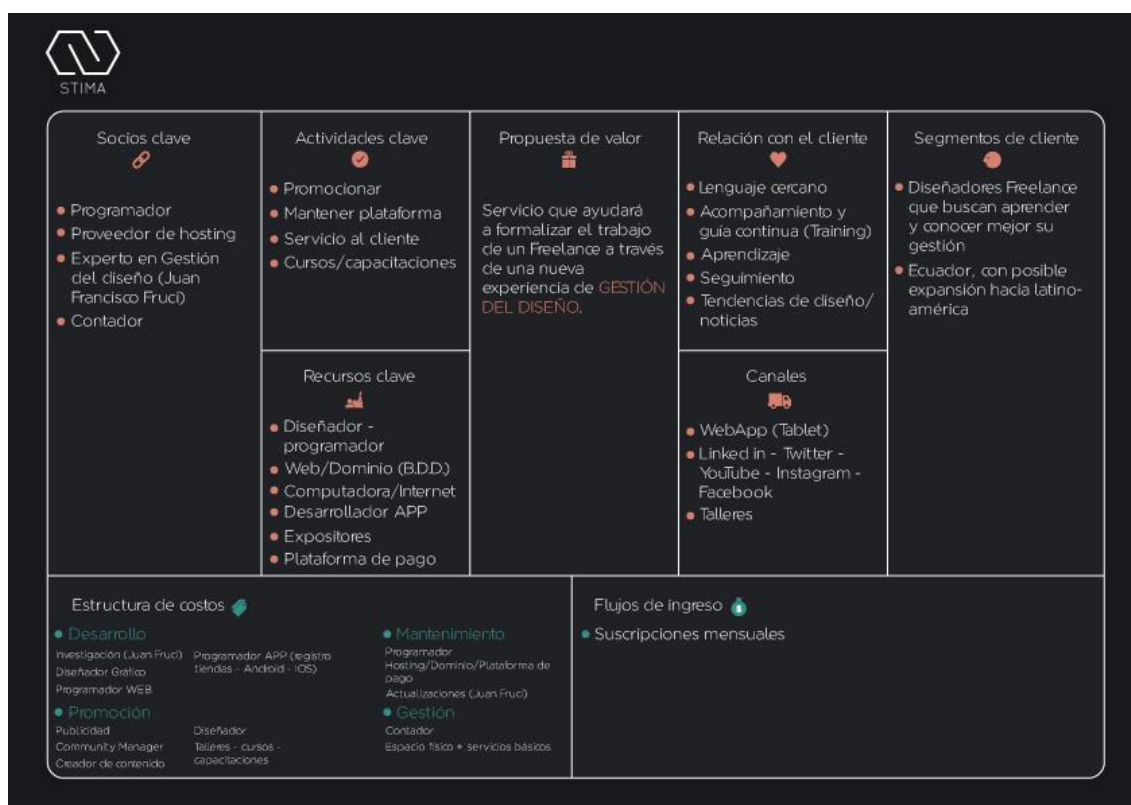 STIMA
Socios clave
Programador
Proveedor de hosting
Experto en Gestión
del diseño (Juan
Francisco Fruci)
Contador
Actividades clave
Promocionar
Mantener plataforma
Servicio al cliente
Cursos/capacitaciones
Recursos clave
Diseñador -
programador
Web/Dominio (B.D.D.)
Computadora/Internet
Desarrollador APP
Expositores
Plataforma de pago
Propuesta de valor
Servicio que ayudará
a formalizar el trabajo
de un Freelance a través
de una nueva
experiencia de GESTIÓN
DEL DISEÑO.
Relación con el cliente
Lenguaje cercano
Acompañamiento y
guía continua (Training)
Aprendizaje
Seguimiento
Tendencias de diseño/
noticias
Canales
WebApp (Tablet)
Linked in - Twitter -
YouTube - Instagram -
Facebook
Talleres
Segmentos de cliente
Diseñadores Freelance
que buscan aprender
y conocer mejor su
gestión
Ecuador, con posible
expansión hacia latino-
américa
Estructura de costos
Desarrollo
Investigación (Juan Fruci)
Diseñador Gráfico
Programador WEB
Programador APP (registro
tiendas - Android - IOS)
Promoción
Publicidad
Community Manager
Creador de contenido
Diseñador
Talleres - cursos -
capacitaciones
Mantenimiento
Programador
Hosting/Dominio/Plataforma de
pago
Actualizaciones (Juan Fruci)
Gestión
Contador
Espacio físico + servicios básicos
Flujos de ingreso
Suscripciones mensuales